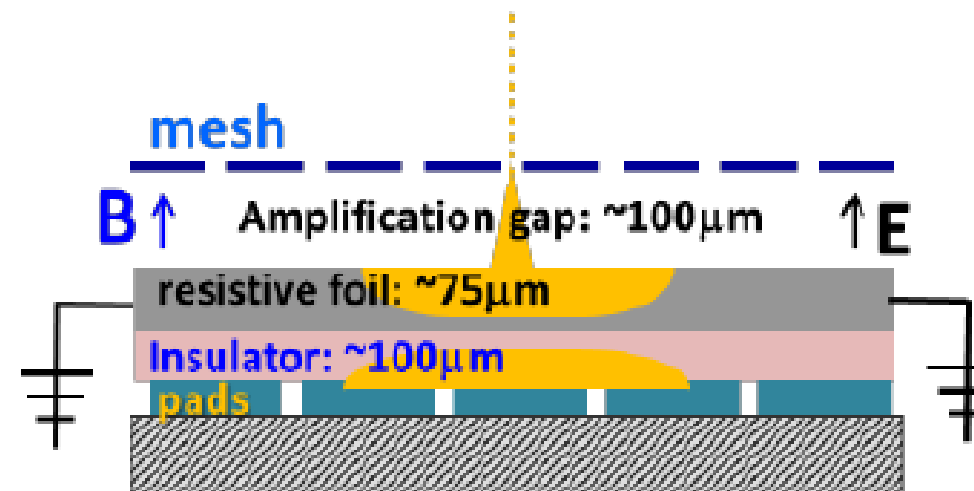 mesh
B ↑ Amplification gap: ~100μm ↑ E
resistive foil: ~75μm
Insulator: ~100μm
pads